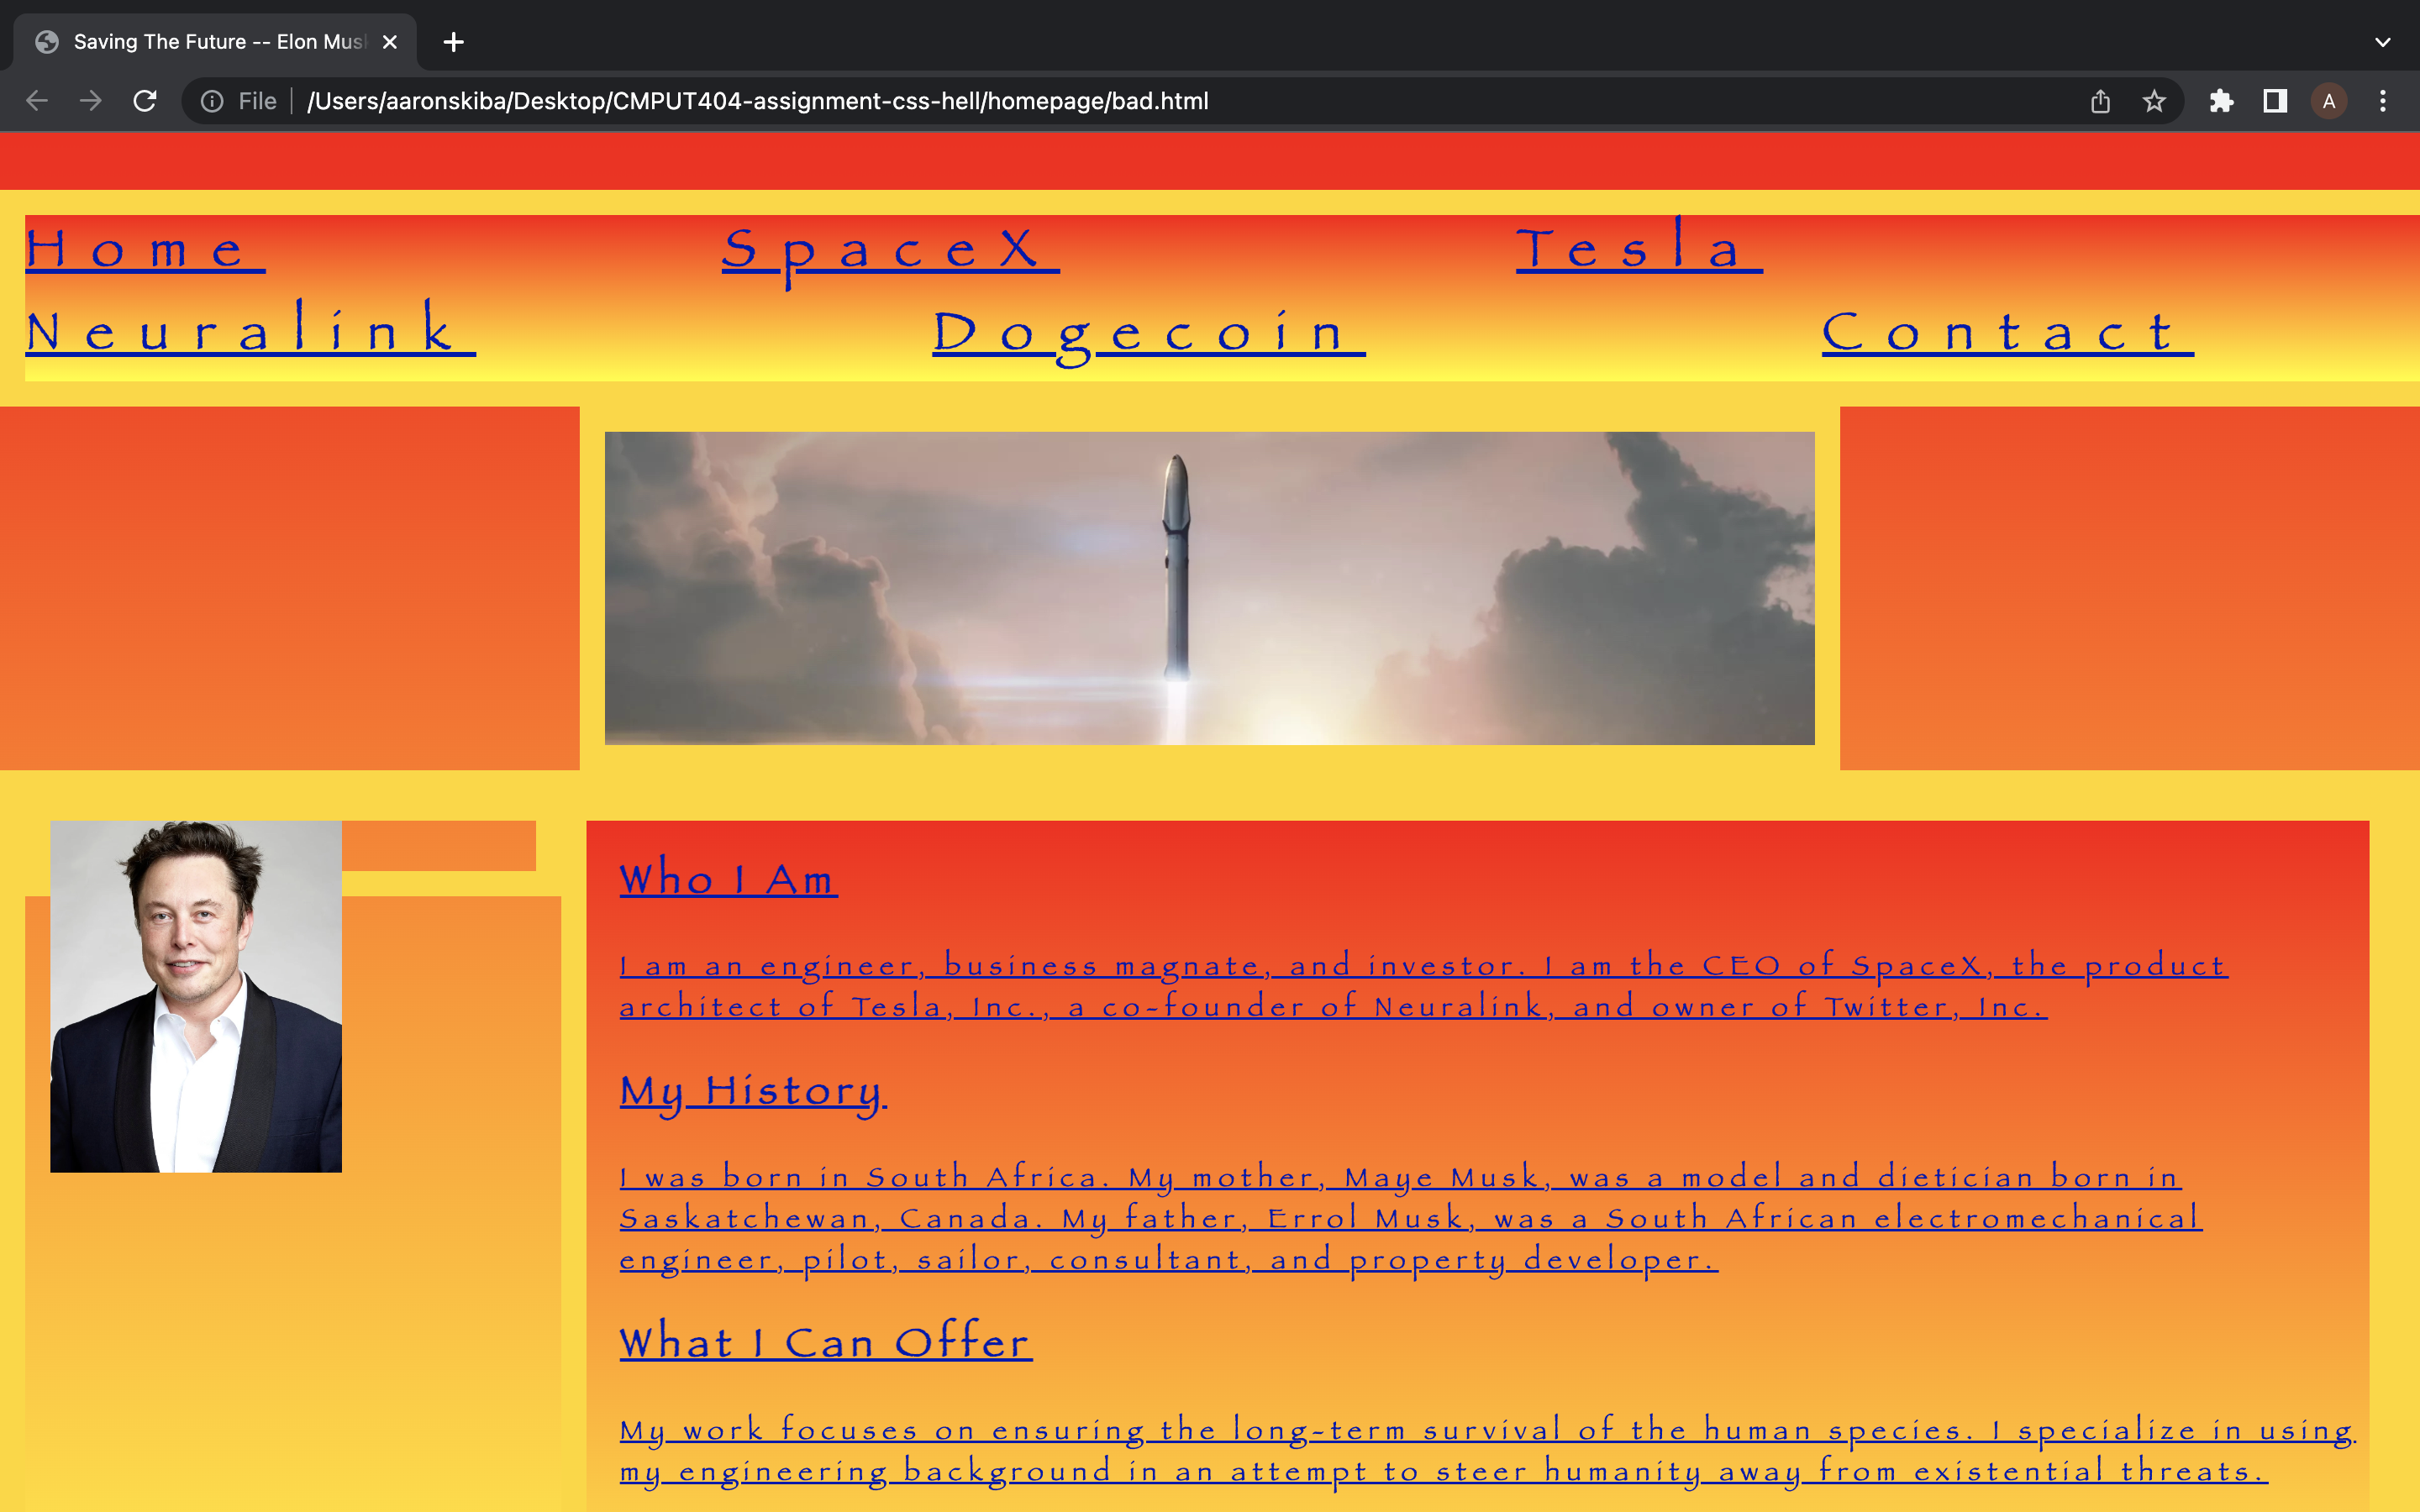 Saving The Future -- Elon Mus
File /Users/aaronskiba/Desktop/CMPUT404-assignment-css-hell/homepage/bad.html
A
Home SpaceX Tesla
Neuralink Dogecoin Contact
Who I Am
I am an engineer, business magnate, and investor. I am the CEO of SpaceX, the product
architect of Tesla, Inc., a co-founder of Neuralink, and owner of Twitter, Inc.
My History
I was born in South Africa. My mother, Maye Musk, was a model and dietician born in
Saskatchewan, Canada. My father, Errol Musk, was a South African electromechanical
engineer, pilot, sailor, consultant, and property developer.
What I Can Offer
My work focuses on ensuring the long-term survival of the human species. I specialize in using
my engineering background in an attempt to steer humanity away from existential threats.